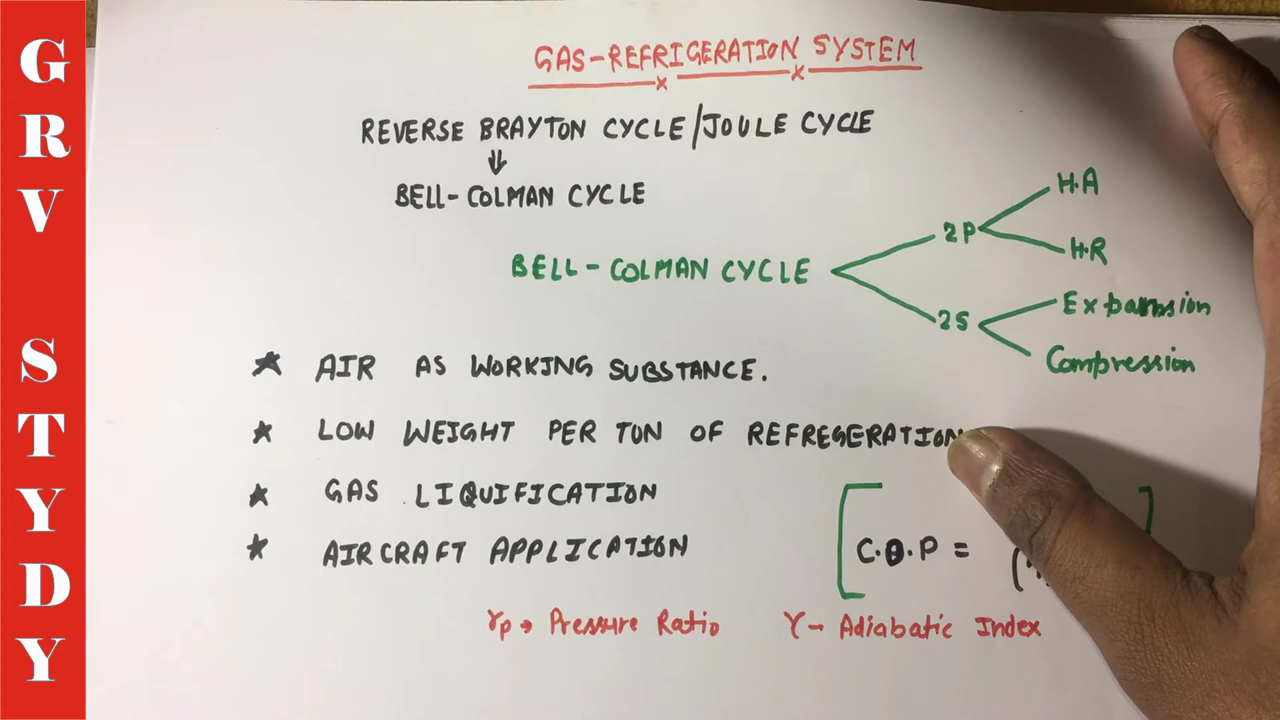 GRV STYDY
GAS-REFRIGERATION SYSTEM
REVERSE BRAYTON CYCLE/JOULE CYCLE
⇓
BELL-COLMAN CYCLE
BELL-COLMAN CYCLE
2P
H.A
H.R
2S
Expansion
Compression
★ AIR AS WORKING SUBSTANCE.
★ LOW WEIGHT PER TON OF REFREGERATION
★ GAS LIQUIFICATION
★ AIRCRAFT APPLICATION
C.O.P =
rp → Pressure Ratio γ → Adiabatic Index